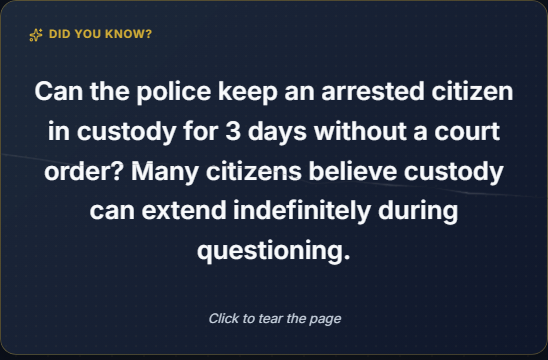 DID YOU KNOW?
Can the police keep an arrested citizen
in custody for 3 days without a court
order? Many citizens believe custody
can extend indefinitely during
questioning.
Click to tear the page